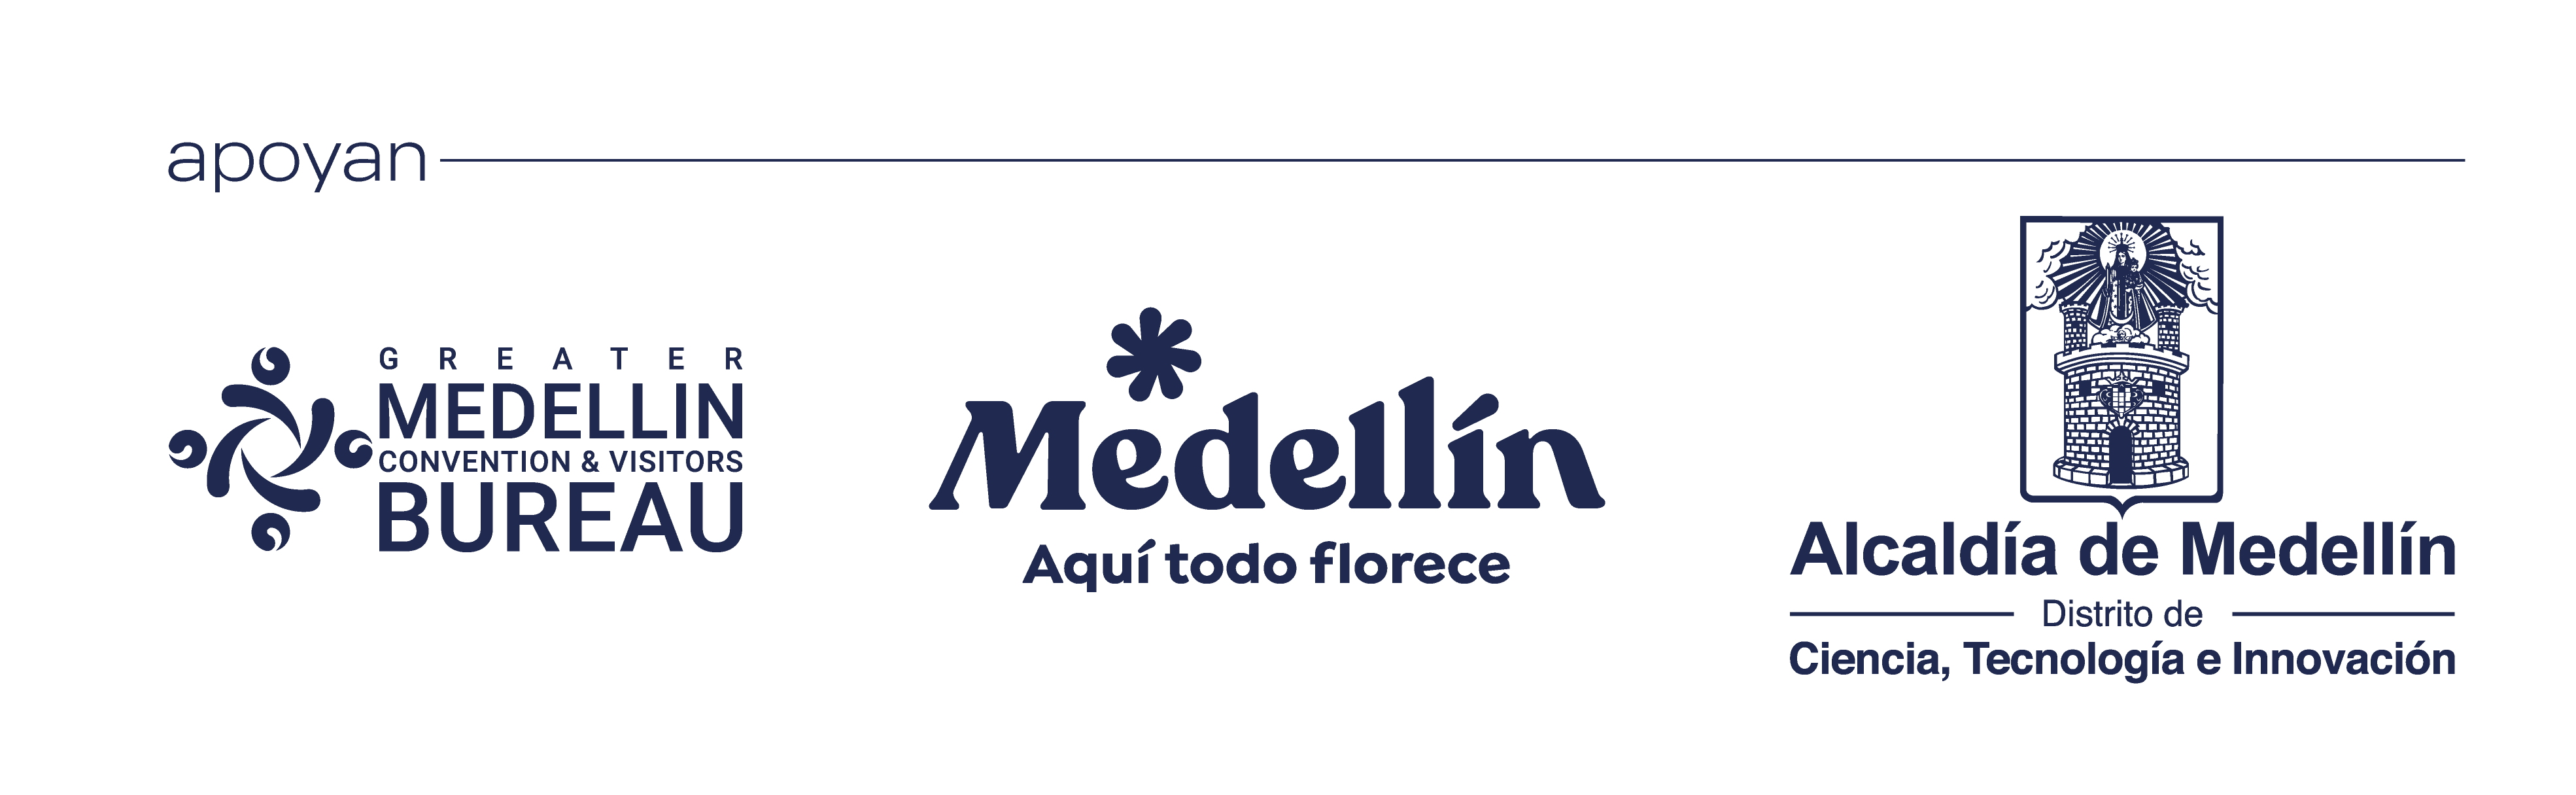 apoyan
GREATER
MEDELLIN
CONVENTION & VISITORS
BUREAU
Medellín
Aquí todo florece
Alcaldía de Medellín
Distrito de
Ciencia, Tecnología e Innovación